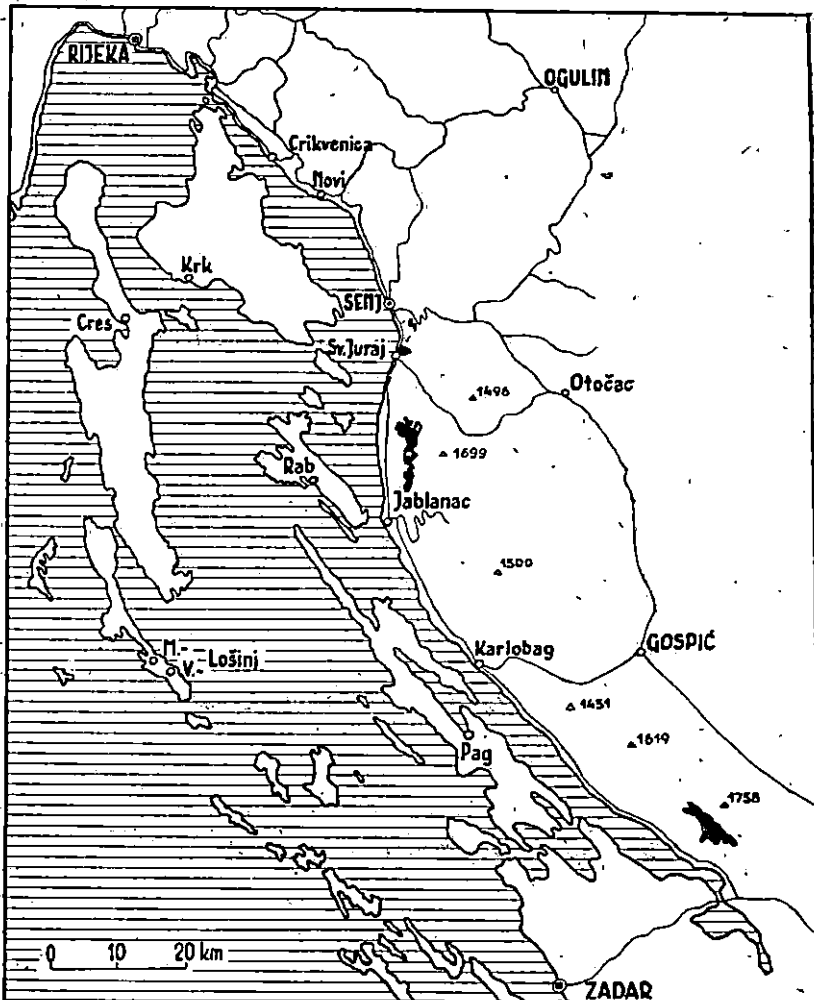 RIJEKA
OGULIN
Crikvenica
Novi
Krk
SENJ
Cres
Sv.Juraj
1498
Otočac
1699
Rab
Jablanac
1500
M.-
V.-
Lošinj
Karlobag
GOSPIĆ
1451
Pag
1619
1758
0 10 20 km
ZADAR